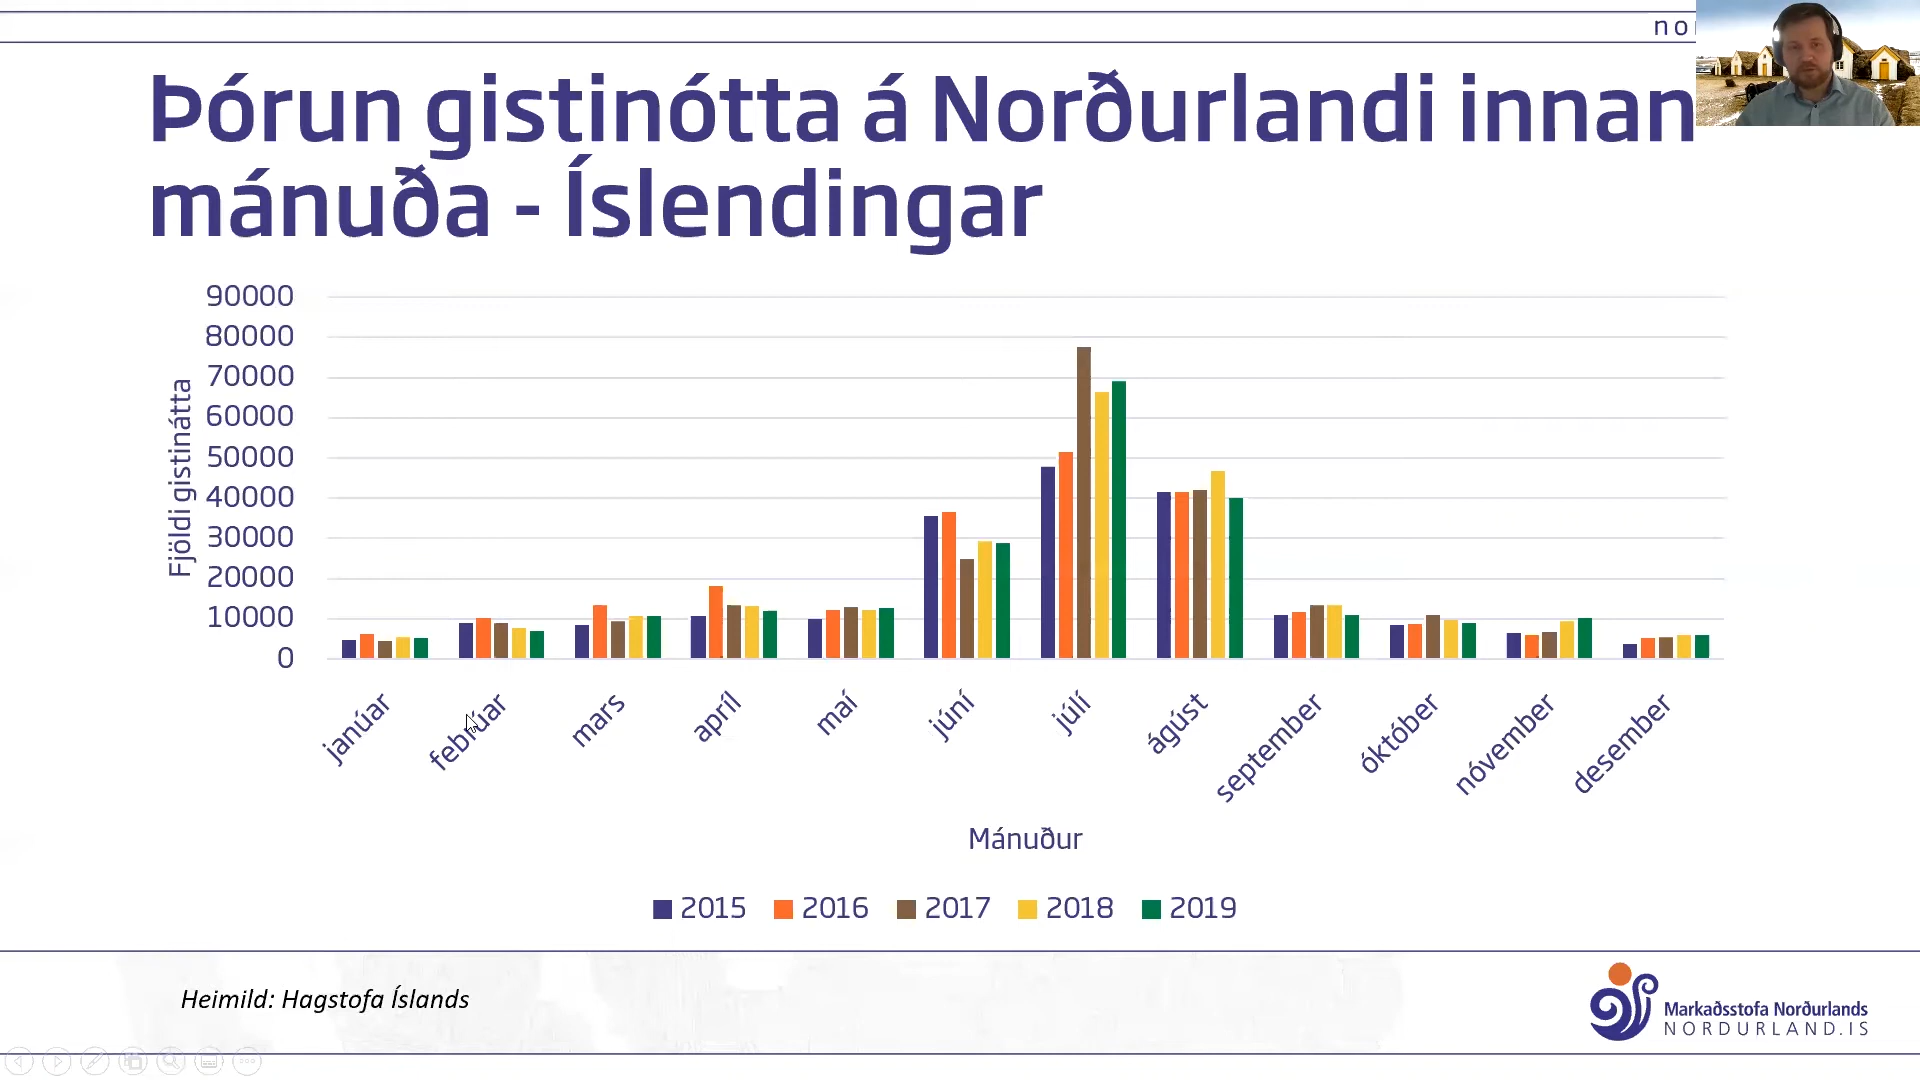 no
Þórun gistinótta á Norðurlandi innan
mánuða - Íslendingar
90000
80000
70000
60000
50000
40000
30000
20000
10000
0
Fjöldi gistinátta
janúar
febrúar
mars
apríl
maí
júní
júlí
ágúst
september
óktóber
nóvember
desember
Mánuður
2015 2016 2017 2018 2019
Heimild: Hagstofa Íslands
Markaðsstofa Norðurlands
NORDURLAND.IS